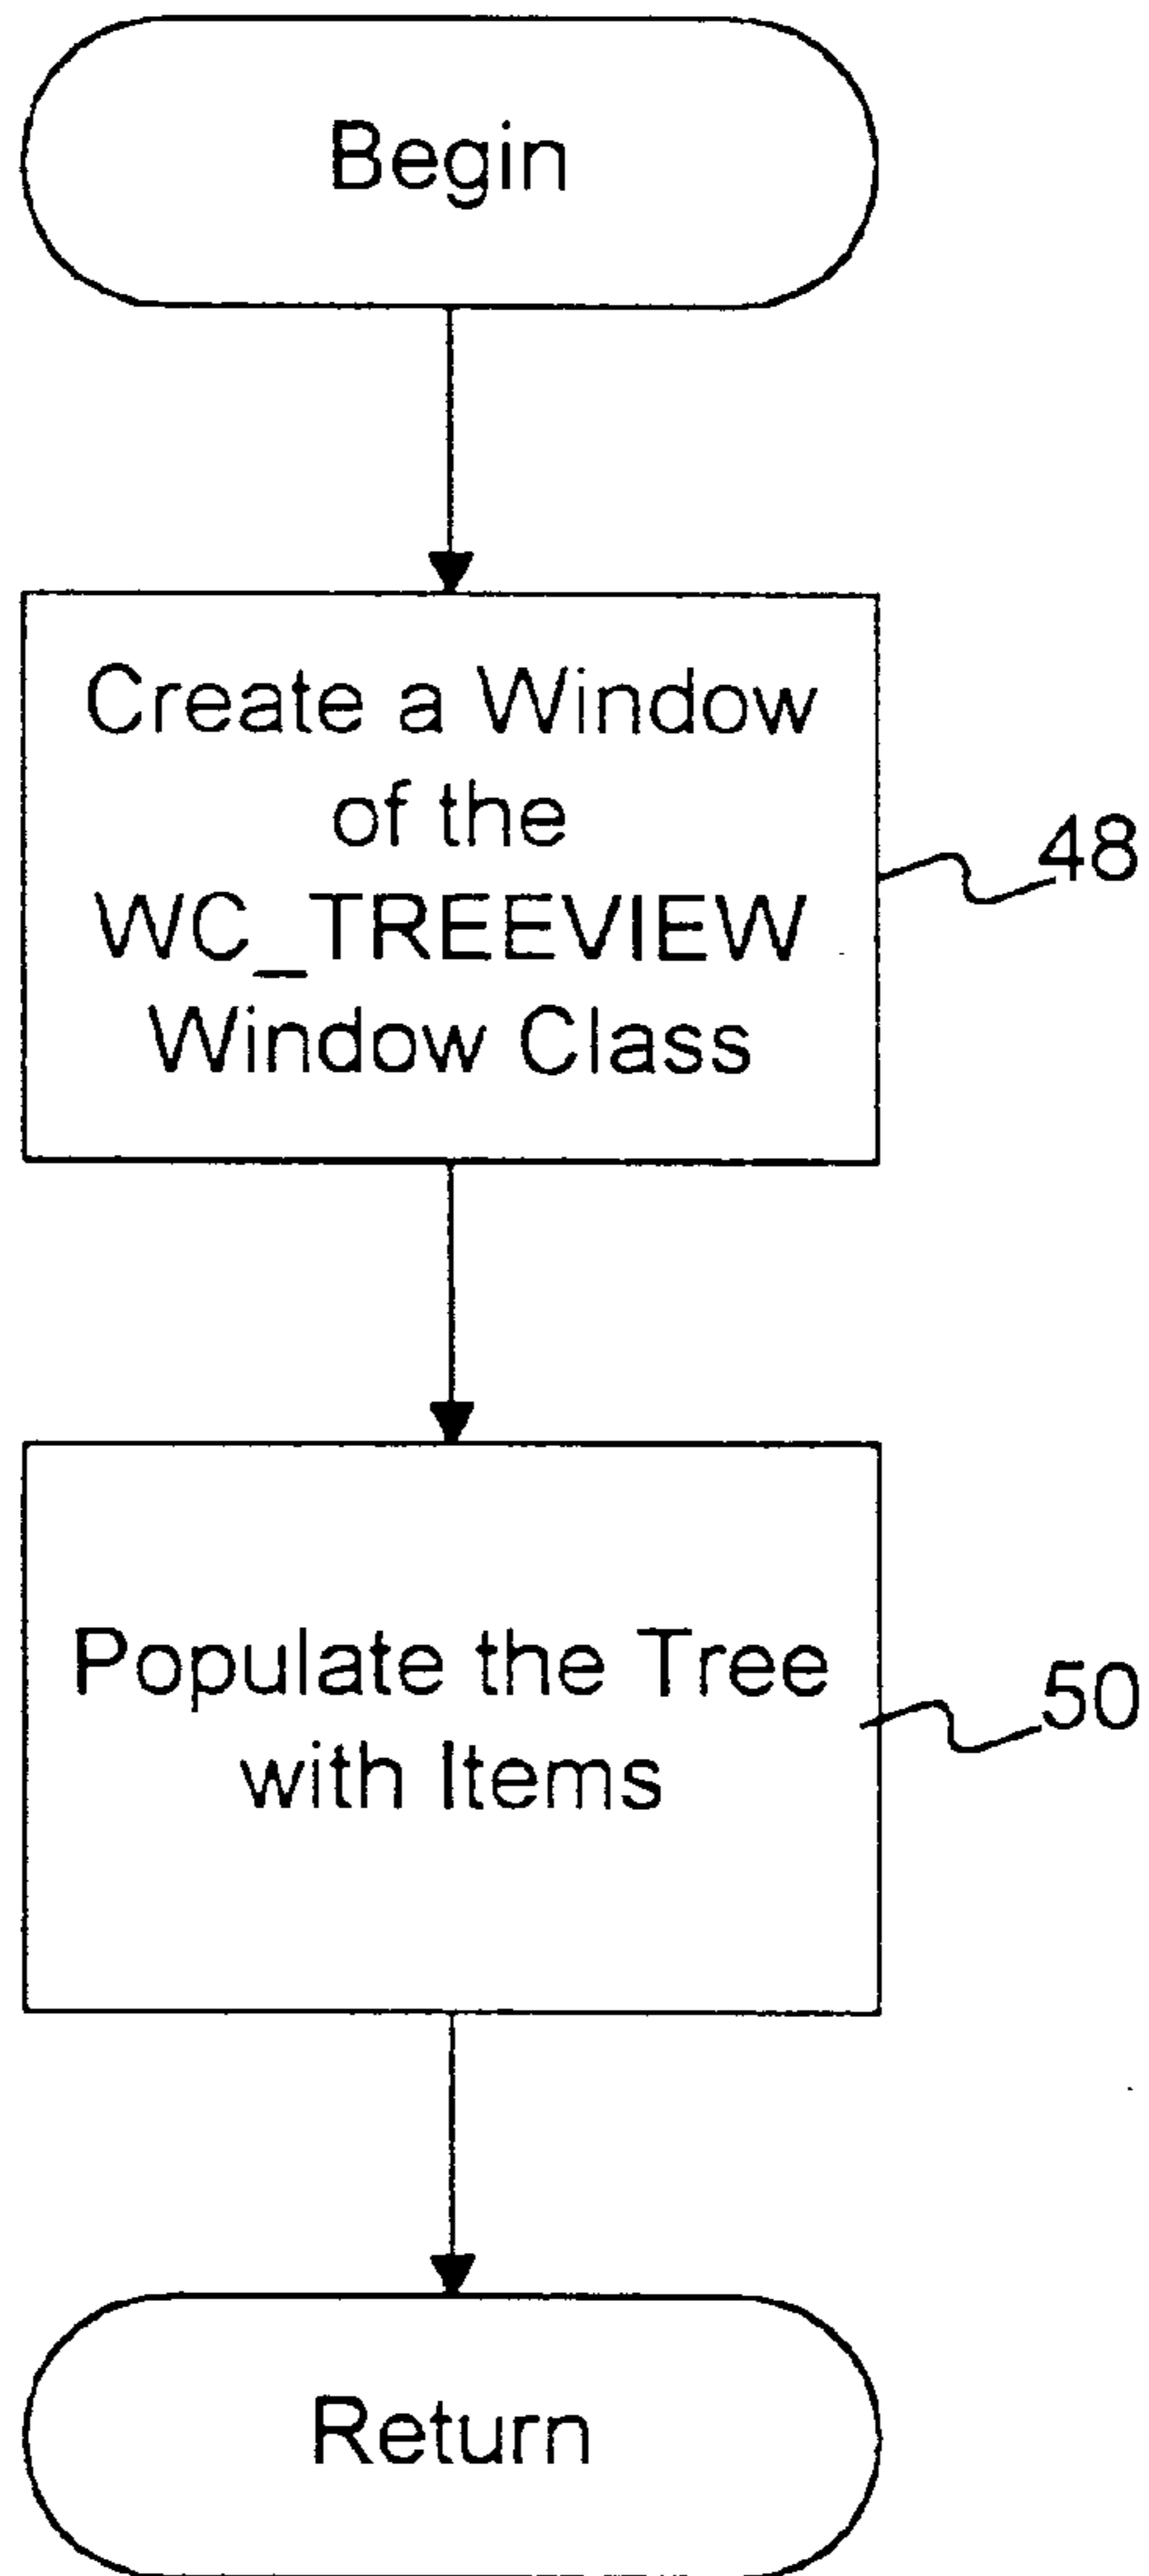 Begin
Create a Window
of the
WC_TREEVIEW
Window Class
48
Populate the Tree
with Items
50
Return